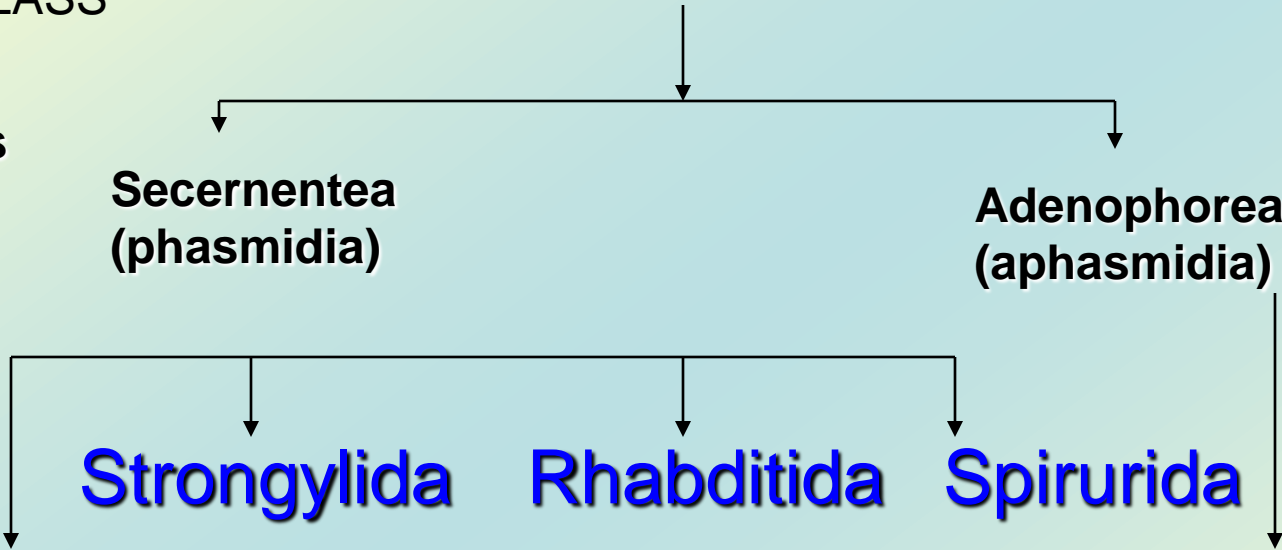 Secernentea
(phasmidia)
Adenophorea
(aphasmidia)
Strongylida Rhabditida Spirurida